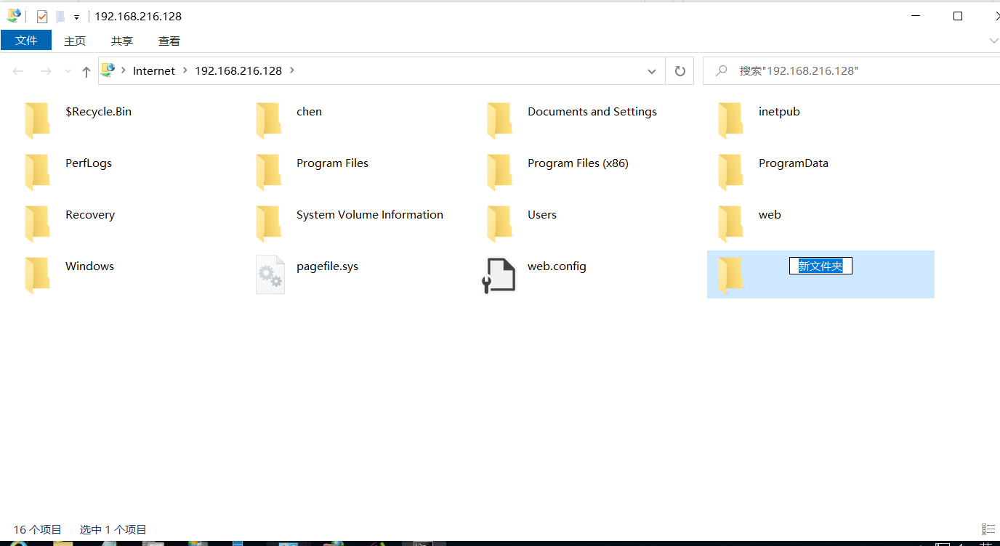 192.168.216.128
文件 主页 共享 查看
Internet 192.168.216.128 搜索"192.168.216.128"
$Recycle.Bin chen Documents and Settings inetpub
PerfLogs Program Files Program Files (x86) ProgramData
Recovery System Volume Information Users web
Windows pagefile.sys web.config 新文件夹
16 个项目 选中 1 个项目